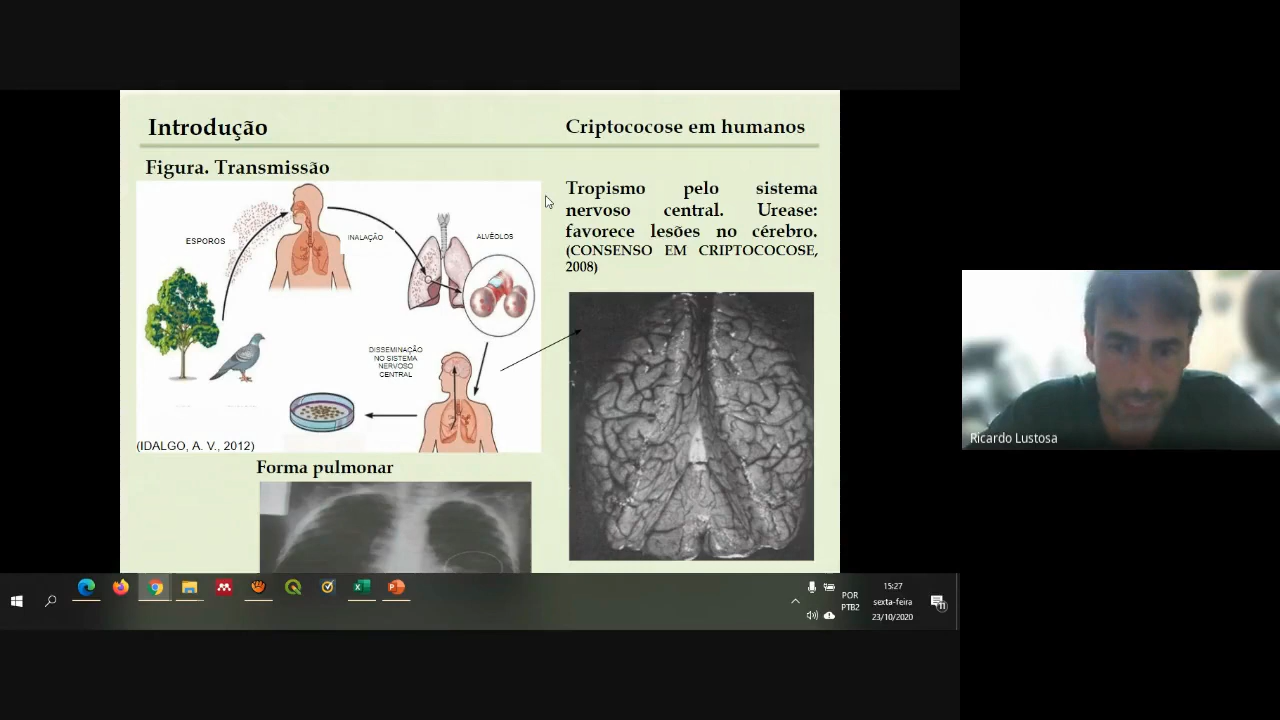 Introdução
Criptococose em humanos
Figura. Transmissão
ESPOROS
INALAÇÃO
ALVÉOLOS
DISSEMINAÇÃO
NO SISTEMA
NERVOSO
CENTRAL
(IDALGO, A. V., 2012)
Forma pulmonar
Tropismo pelo sistema
nervoso central. Urease:
favorece lesões no cérebro.
(CONSENSO EM CRIPTOCOCOSE,
2008)
Ricardo Lustosa
POR
PTB2
15:27
sexta-feira
23/10/2020
11